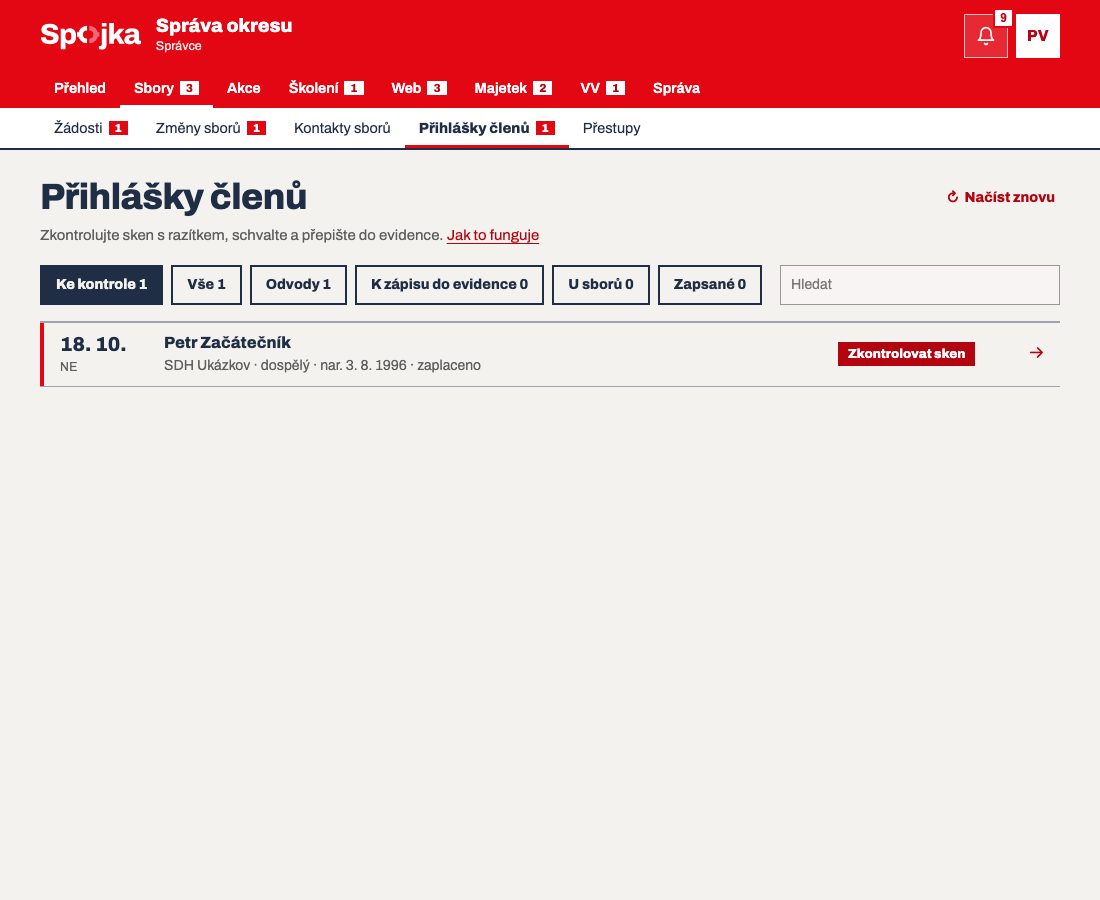 Spojka
Správa okresu
Správce
9
PV
Přehled
Sbory 3
Akce
Školení 1
Web 3
Majetek 2
VV 1
Správa
Žádosti 1
Změny sborů 1
Kontakty sborů
Přihlášky členů 1
Přestupy
Přihlášky členů
Načíst znovu
Zkontrolujte sken s razítkem, schvalte a přepište do evidence. Jak to funguje
Ke kontrole 1
Vše 1
Odvody 1
K zápisu do evidence 0
U sborů 0
Zapsané 0
Hledat
18. 10.
NE
Petr Začátečník
SDH Ukázkov · dospělý · nar. 3. 8. 1996 · zaplaceno
Zkontrolovat sken